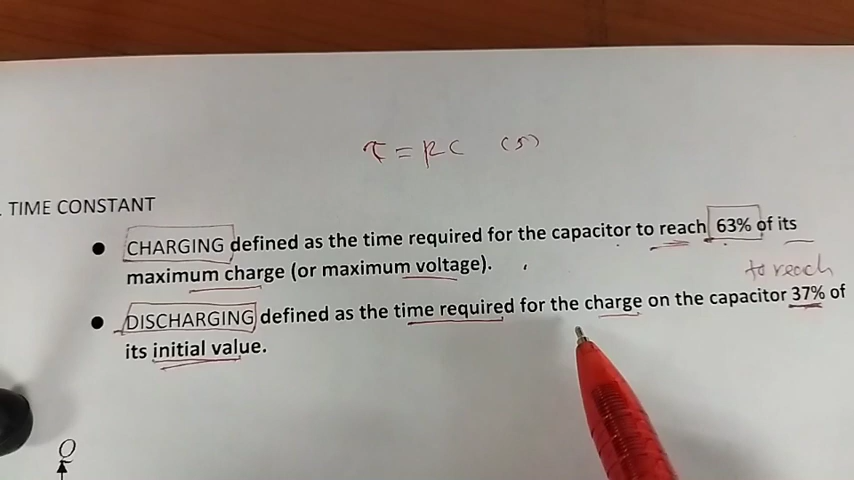 τ = RC (s)
. TIME CONSTANT
● CHARGING defined as the time required for the capacitor to reach 63% of its
maximum charge (or maximum voltage).
to reach
● DISCHARGING defined as the time required for the charge on the capacitor 37% of
its initial value.
Q